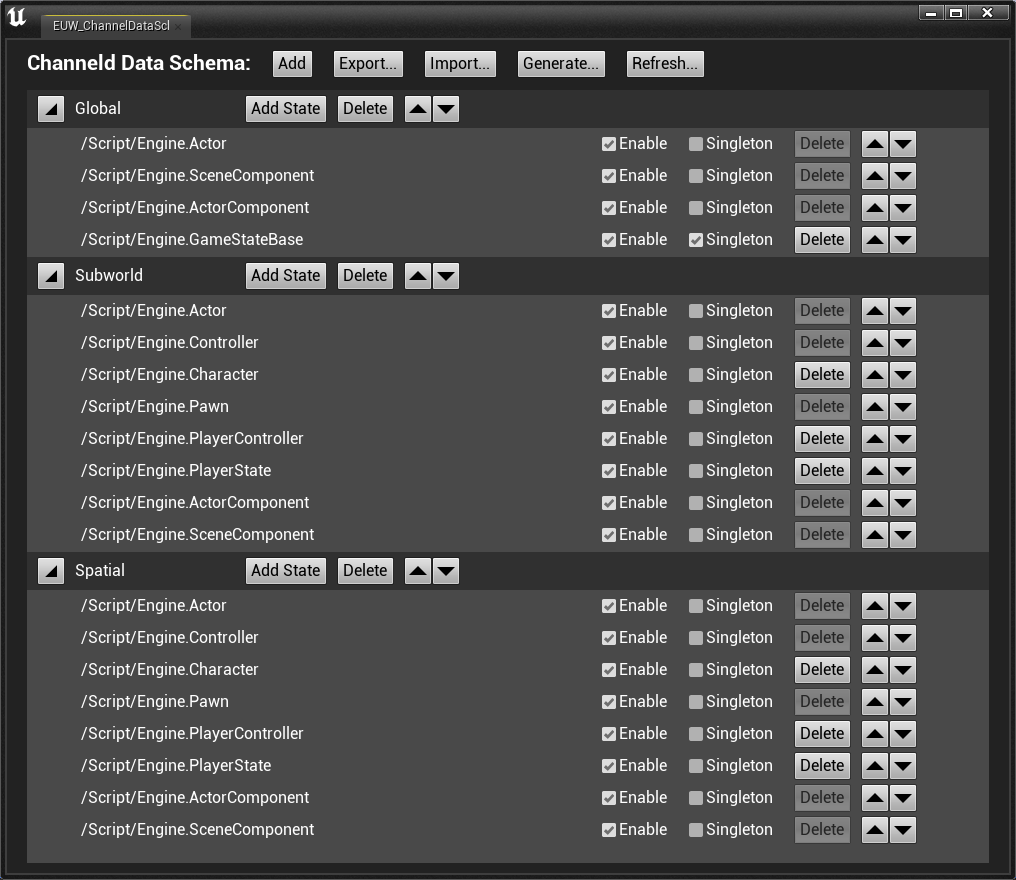 EUW_ChannelDataScl
Channeld Data Schema: Add Export... Import... Generate... Refresh...
Global Add State Delete
/Script/Engine.Actor Enable Singleton Delete
/Script/Engine.SceneComponent Enable Singleton Delete
/Script/Engine.ActorComponent Enable Singleton Delete
/Script/Engine.GameStateBase Enable Singleton Delete
Subworld Add State Delete
/Script/Engine.Actor Enable Singleton Delete
/Script/Engine.Controller Enable Singleton Delete
/Script/Engine.Character Enable Singleton Delete
/Script/Engine.Pawn Enable Singleton Delete
/Script/Engine.PlayerController Enable Singleton Delete
/Script/Engine.PlayerState Enable Singleton Delete
/Script/Engine.ActorComponent Enable Singleton Delete
/Script/Engine.SceneComponent Enable Singleton Delete
Spatial Add State Delete
/Script/Engine.Actor Enable Singleton Delete
/Script/Engine.Controller Enable Singleton Delete
/Script/Engine.Character Enable Singleton Delete
/Script/Engine.Pawn Enable Singleton Delete
/Script/Engine.PlayerController Enable Singleton Delete
/Script/Engine.PlayerState Enable Singleton Delete
/Script/Engine.ActorComponent Enable Singleton Delete
/Script/Engine.SceneComponent Enable Singleton Delete